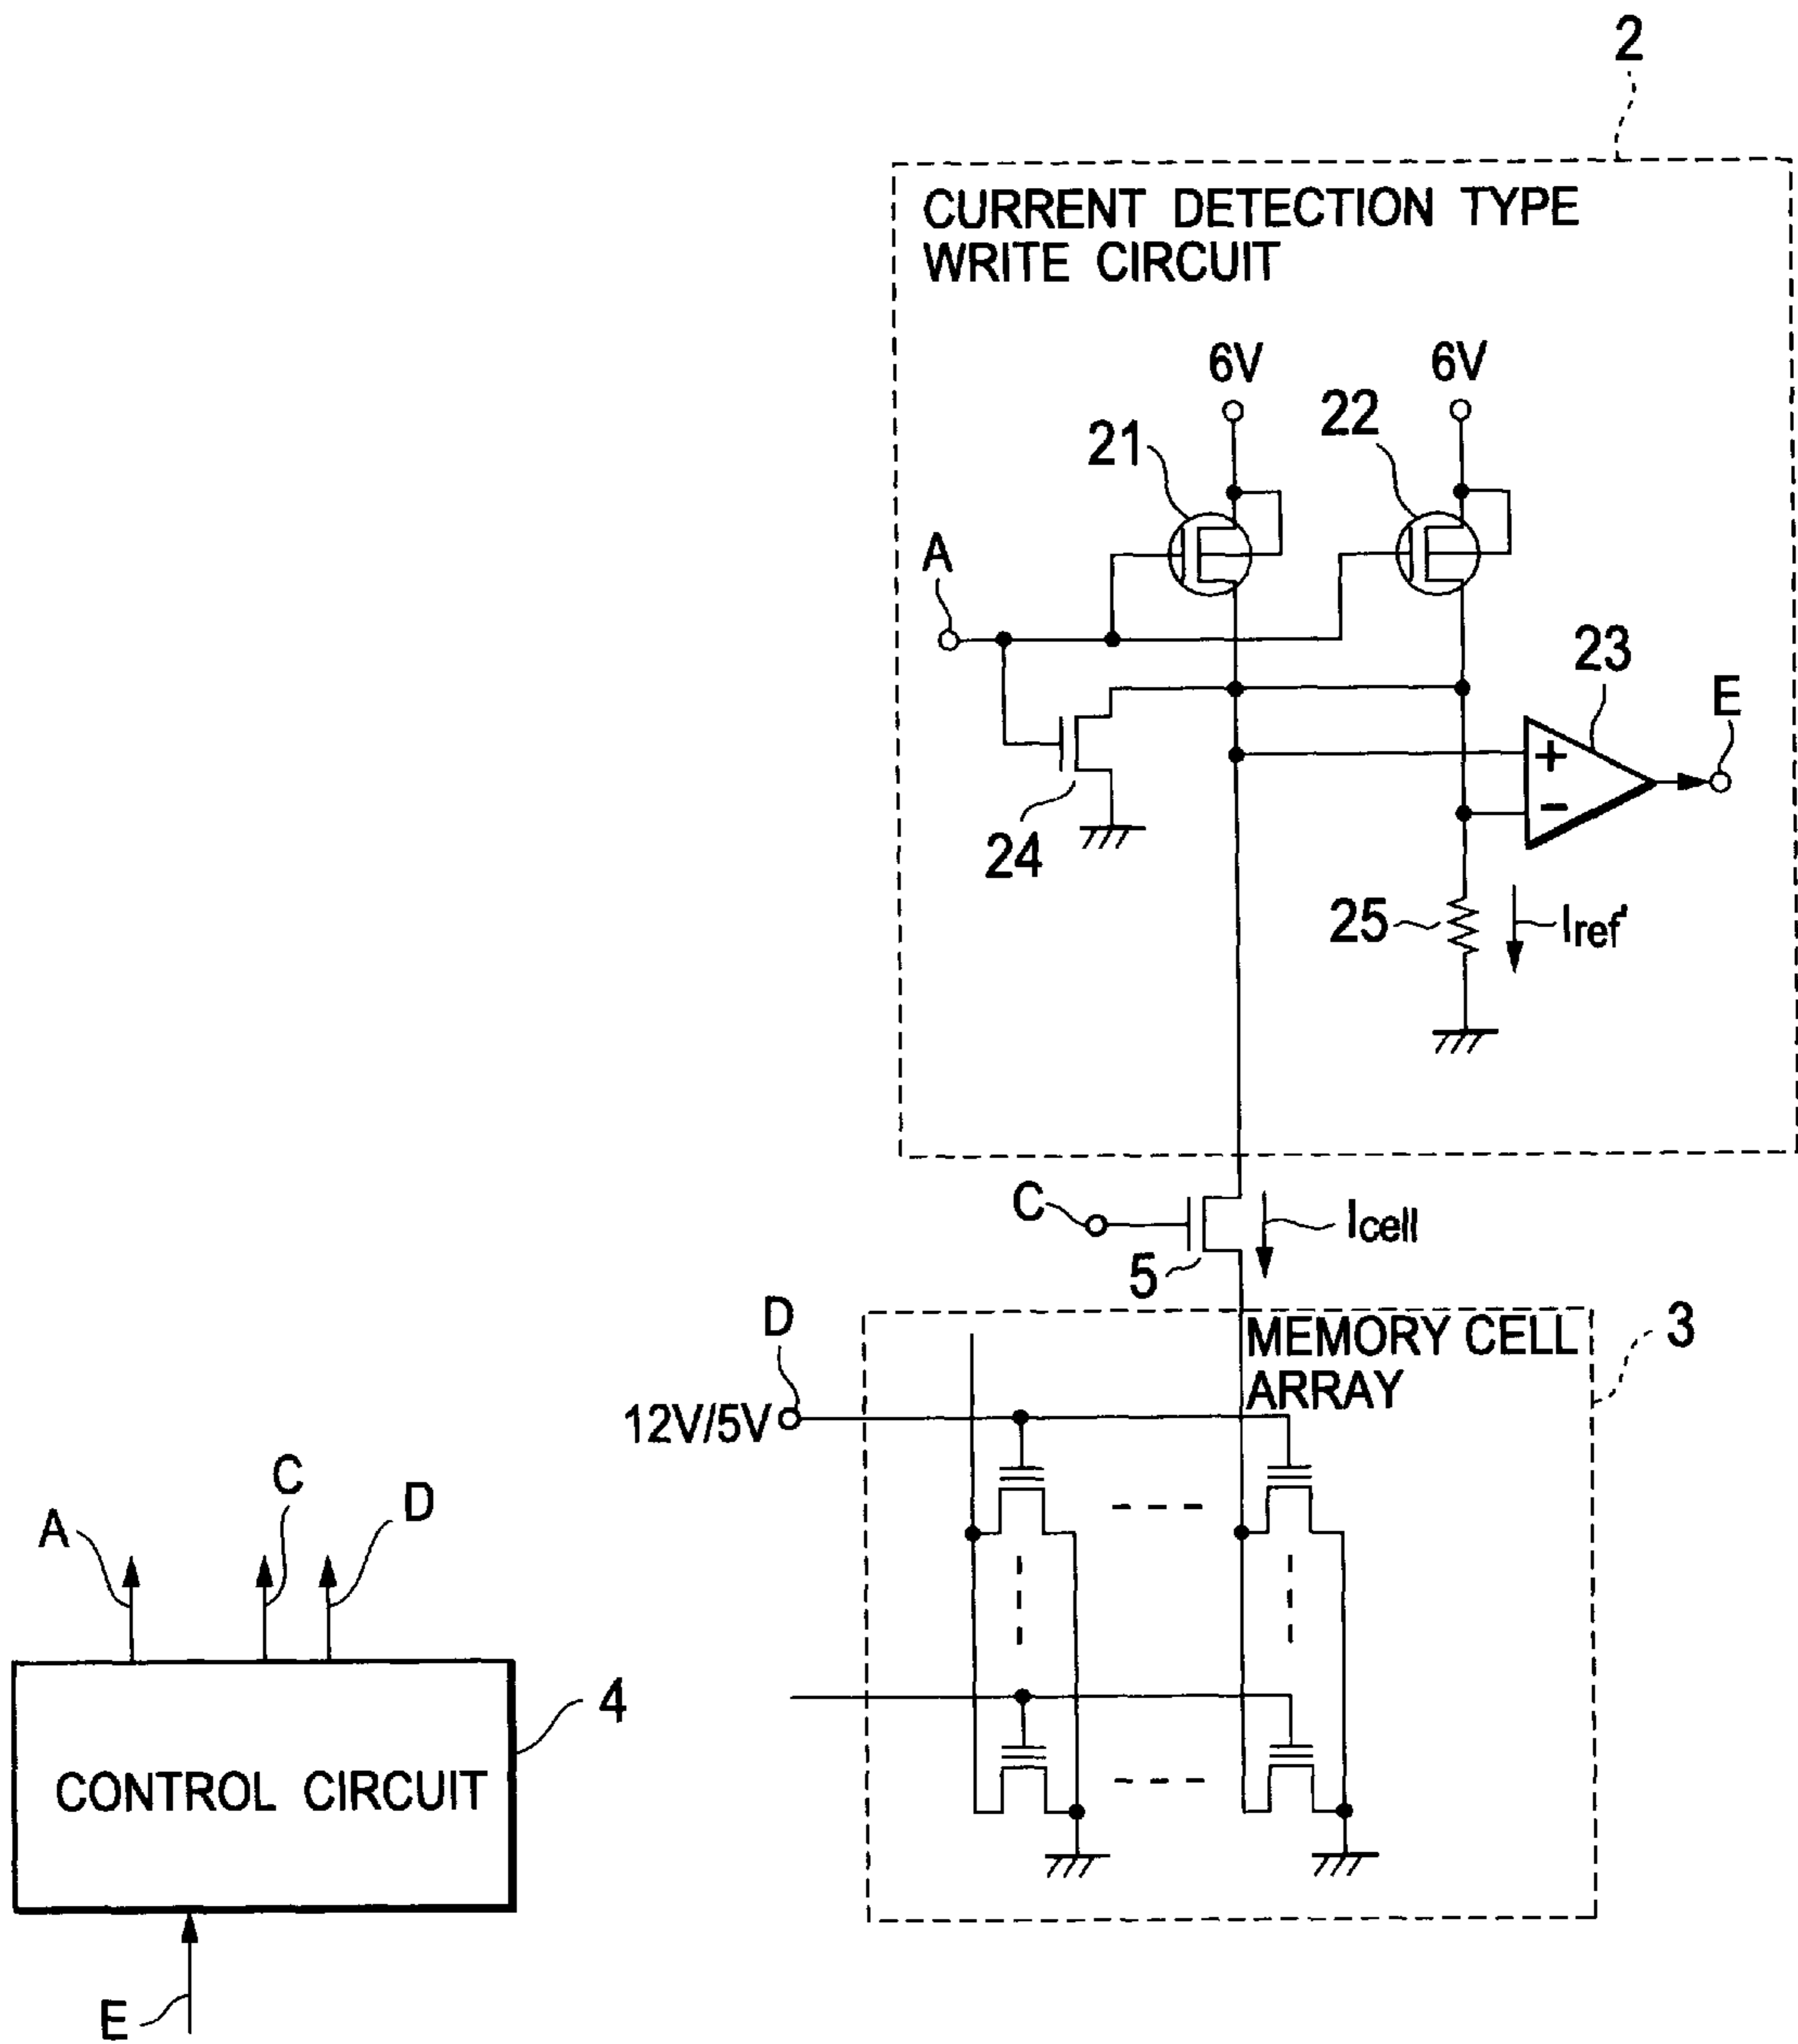 2
CURRENT DETECTION TYPE
WRITE CIRCUIT
6V
6V
21
22
A
23
E
+
-
24
25
Iref'
C
Icell
5
D
MEMORY CELL
ARRAY
3
12V/5V
A
C
D
4
CONTROL CIRCUIT
E